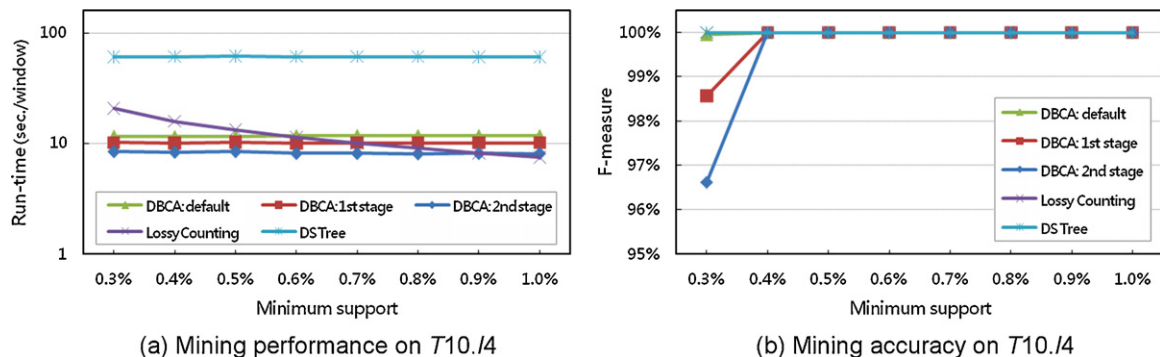 100
10
1
Run-time (sec./window)
DBCA: default
DBCA: 1st stage
DBCA: 2nd stage
Lossy Counting
DS Tree
0.3% 0.4% 0.5% 0.6% 0.7% 0.8% 0.9% 1.0%
Minimum support
(a) Mining performance on T10.I4
100%
99%
98%
97%
96%
95%
F-measure
DBCA: default
DBCA: 1st stage
DBCA: 2nd stage
Lossy Counting
DS Tree
0.3% 0.4% 0.5% 0.6% 0.7% 0.8% 0.9% 1.0%
Minimum support
(b) Mining accuracy on T10.I4